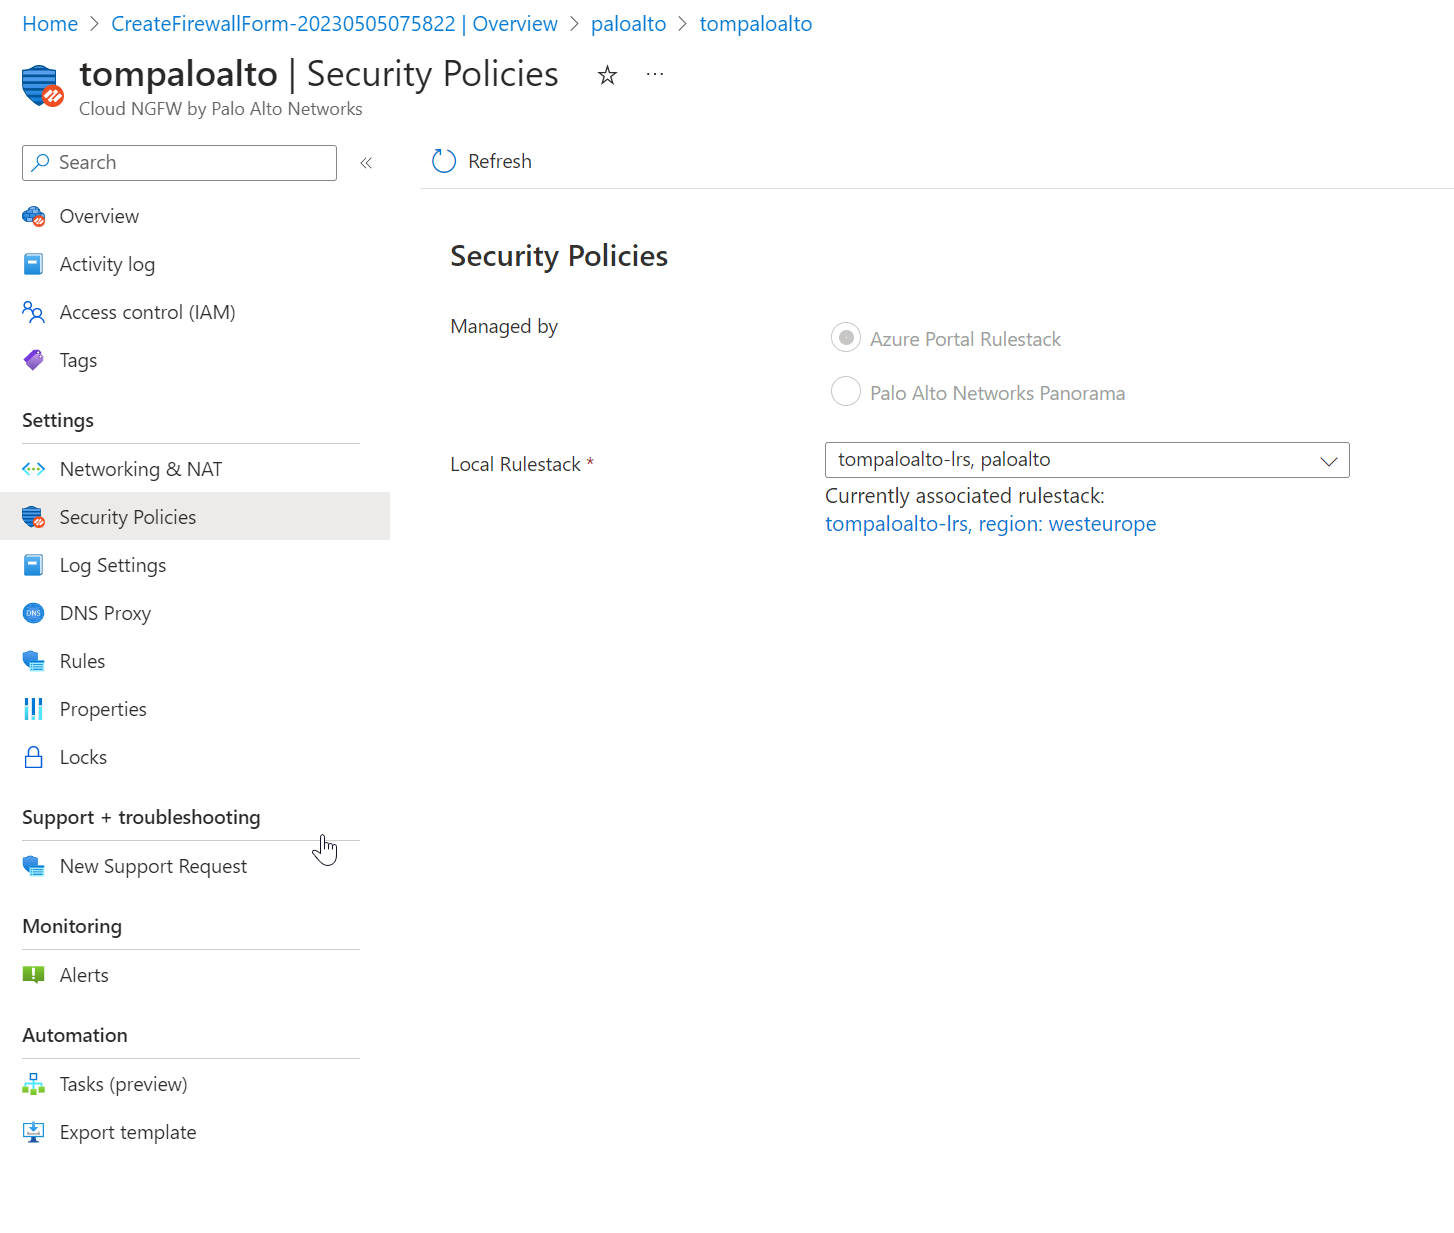 Home > CreateFirewallForm-20230505075822 | Overview > paloalto > tompaloalto
tompaloalto | Security Policies ☆ ···
Cloud NGFW by Palo Alto Networks
Search «
Overview
Activity log
Access control (IAM)
Tags
Settings
Networking & NAT
Security Policies
Log Settings
DNS Proxy
Rules
Properties
Locks
Support + troubleshooting
New Support Request
Monitoring
Alerts
Automation
Tasks (preview)
Export template
Refresh
Security Policies
Managed by
Azure Portal Rulestack
Palo Alto Networks Panorama
Local Rulestack *
tompaloalto-lrs, paloalto
Currently associated rulestack:
tompaloalto-lrs, region: westeurope